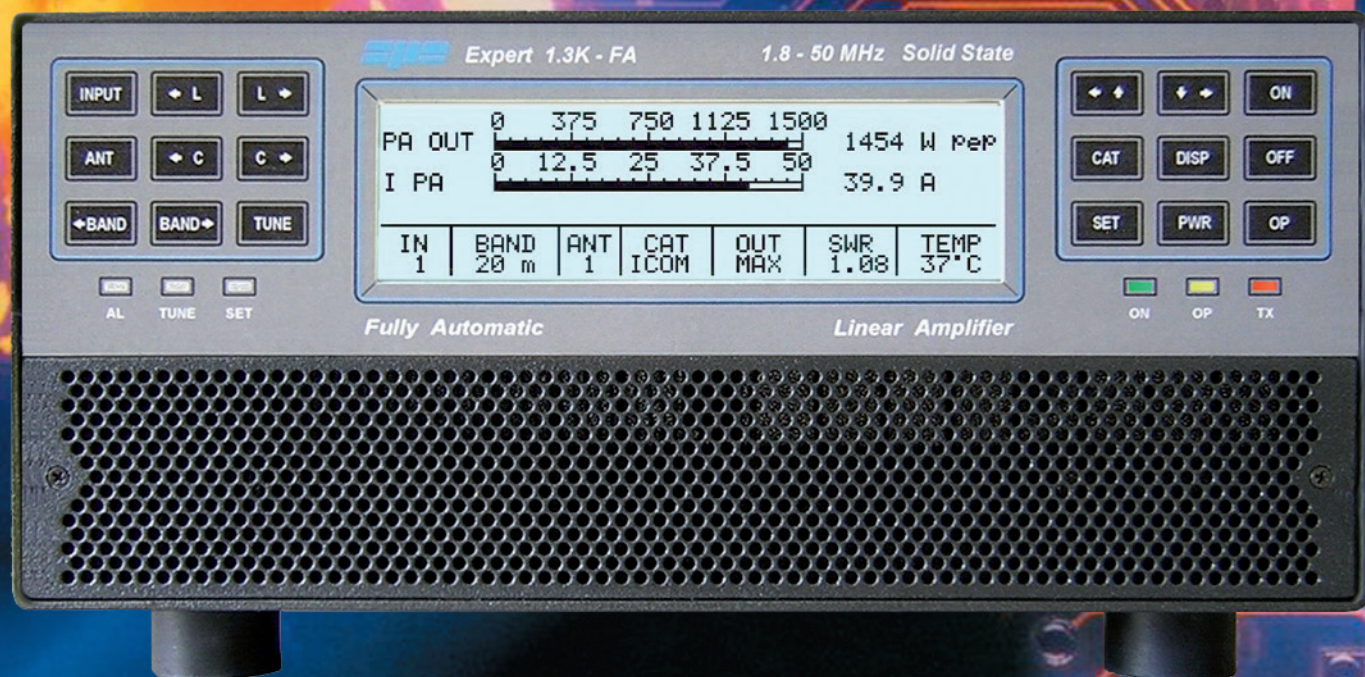 spe Expert 1.3K - FA 1.8 - 50 MHz Solid State
INPUT ← L L →
ANT ← C C →
←BAND BAND→ TUNE
AL TUNE SET
0 375 750 1125 1500
PA OUT 1454 W pep
0 12.5 25 37.5 50
I PA 39.9 A
IN BAND ANT CAT OUT SWR TEMP
1 20 m 1 ICOM MAX 1.08 37°C
Fully Automatic Linear Amplifier
← ↑ ↓ → ON
CAT DISP OFF
SET PWR OP
ON OP TX